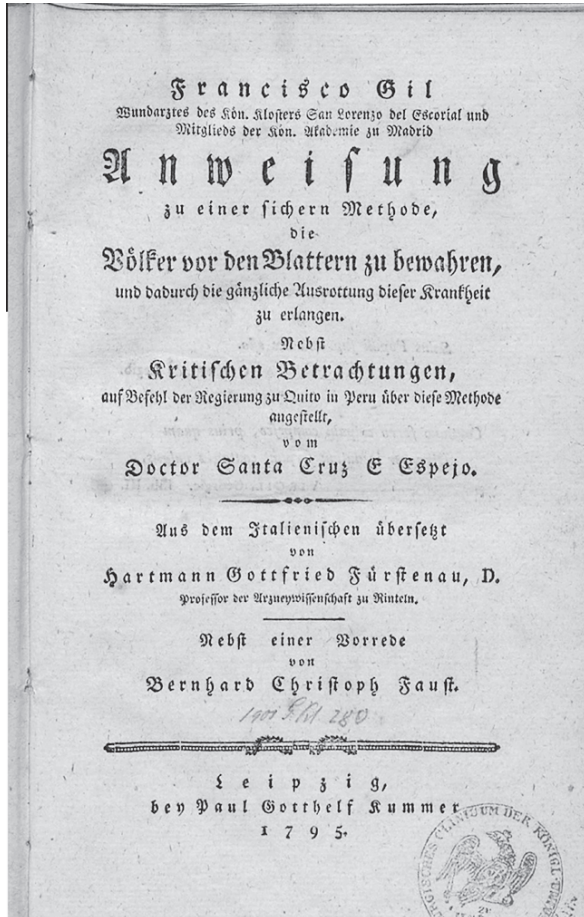 Francisco Gil
Wundarztes des Kön. Klosters San Lorenzo del Escorial und
Mitglieds der Kön. Akademie zu Madrid
Anweisung
zu einer sichern Methode,
die
Völker vor den Blattern zu bewahren,
und dadurch die gänzliche Ausrottung dieser Krankheit
zu erlangen.
Nebst
Kritischen Betrachtungen,
auf Befehl der Regierung zu Quito in Peru über diese Methode
angestellt,
vom
Doctor Santa Cruz E Espejo.
Aus dem Italienischen übersetzt
von
Hartmann Gottfried Fürstenau, D.
Professor der Arzneywissenschaft zu Rinteln.
Nebst einer Vorrede
von
Bernhard Christoph Faust.
280
Leipzig,
bey Paul Gotthelf Kummer
1795.
CLINICUM DER KÖNIGL.